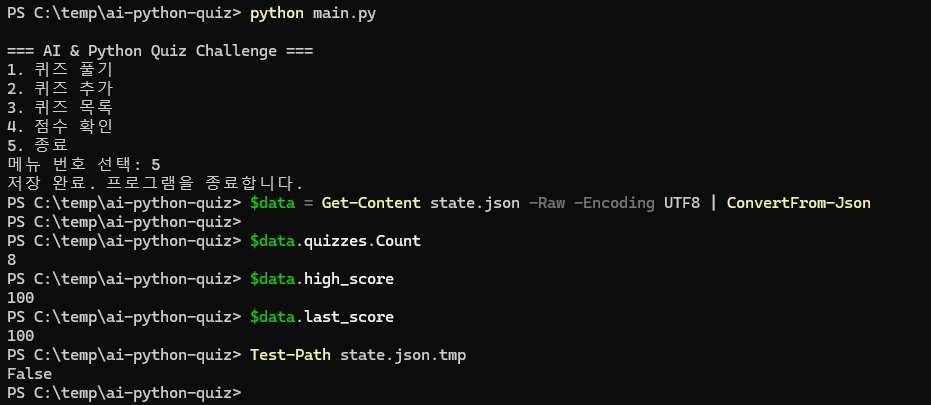 PS C:\temp\ai-python-quiz> python main.py
=== AI & Python Quiz Challenge ===
1. 퀴즈 풀기
2. 퀴즈 추가
3. 퀴즈 목록
4. 점수 확인
5. 종료
메뉴 번호 선택: 5
저장 완료. 프로그램을 종료합니다.
PS C:\temp\ai-python-quiz> $data = Get-Content state.json -Raw -Encoding UTF8 | ConvertFrom-Json
PS C:\temp\ai-python-quiz>
PS C:\temp\ai-python-quiz> $data.quizzes.Count
8
PS C:\temp\ai-python-quiz> $data.high_score
100
PS C:\temp\ai-python-quiz> $data.last_score
100
PS C:\temp\ai-python-quiz> Test-Path state.json.tmp
False
PS C:\temp\ai-python-quiz>